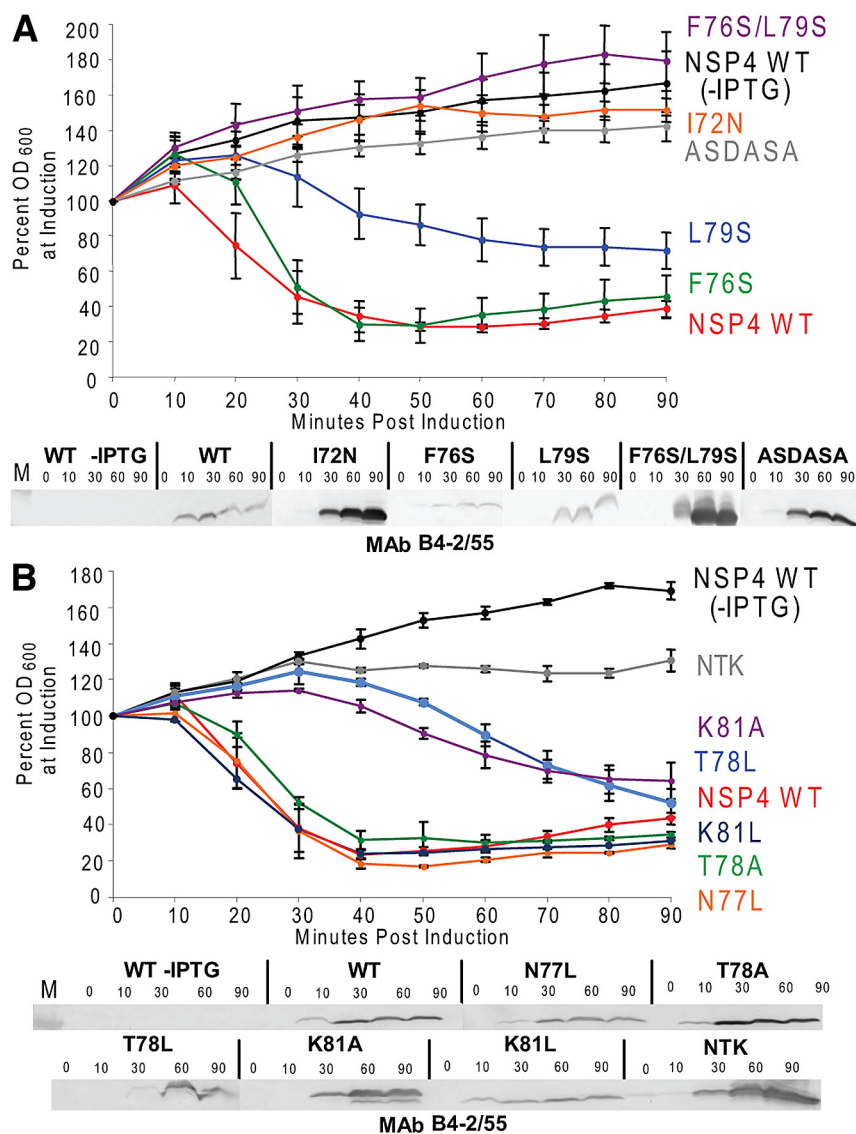 A
Percent OD 600
at Induction
200
180
160
140
120
100
80
60
40
20
0
0 10 20 30 40 50 60 70 80 90
Minutes Post Induction
F76S/L79S
NSP4 WT
(-IPTG)
I72N
ASDASA
L79S
F76S
NSP4 WT
M WT -IPTG WT I72N F76S L79S F76S/L79S ASDASA
0 10 30 60 90 0 10 30 60 90 0 10 30 60 90 0 10 30 60 90 0 10 30 60 90 0 10 30 60 90 0 10 30 60 90
MAb B4-2/55
B
Percent OD 600
at Induction
180
160
140
120
100
80
60
40
20
0
0 10 20 30 40 50 60 70 80 90
Minutes Post Induction
NSP4 WT
(-IPTG)
NTK
K81A
T78L
NSP4 WT
K81L
T78A
N77L
M WT -IPTG WT N77L T78A
0 10 30 60 90 0 10 30 60 90 0 10 30 60 90 0 10 30 60 90
T78L K81A K81L NTK
0 10 30 60 90 0 10 30 60 90 0 10 30 60 90 0 10 30 60 90
MAb B4-2/55